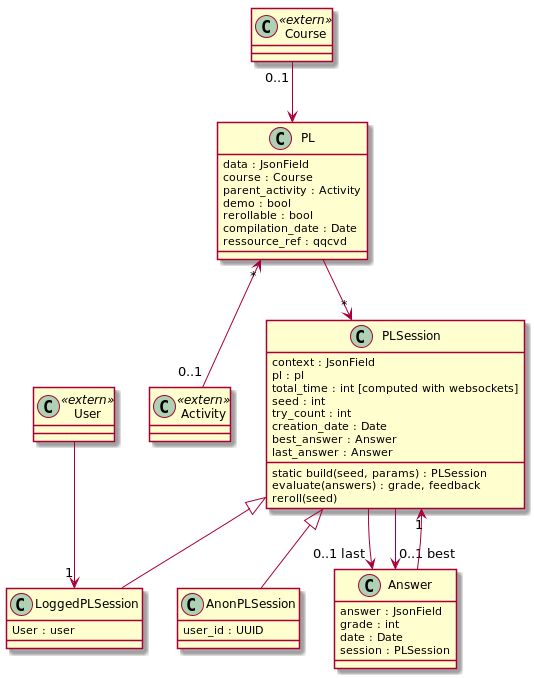 C <<extern>>
Course
0..1
C PL
data : JsonField
course : Course
parent_activity : Activity
demo : bool
rerollable : bool
compilation_date : Date
ressource_ref : qqcvd
*
*
0..1
C PLSession
context : JsonField
pl : pl
total_time : int [computed with websockets]
seed : int
try_count : int
creation_date : Date
best_answer : Answer
last_answer : Answer
static build(seed, params) : PLSession
evaluate(answers) : grade, feedback
reroll(seed)
C <<extern>>
User
C <<extern>>
Activity
1
0..1 last
0..1 best
1
C LoggedPLSession
User : user
C AnonPLSession
user_id : UUID
C Answer
answer : JsonField
grade : int
date : Date
session : PLSession